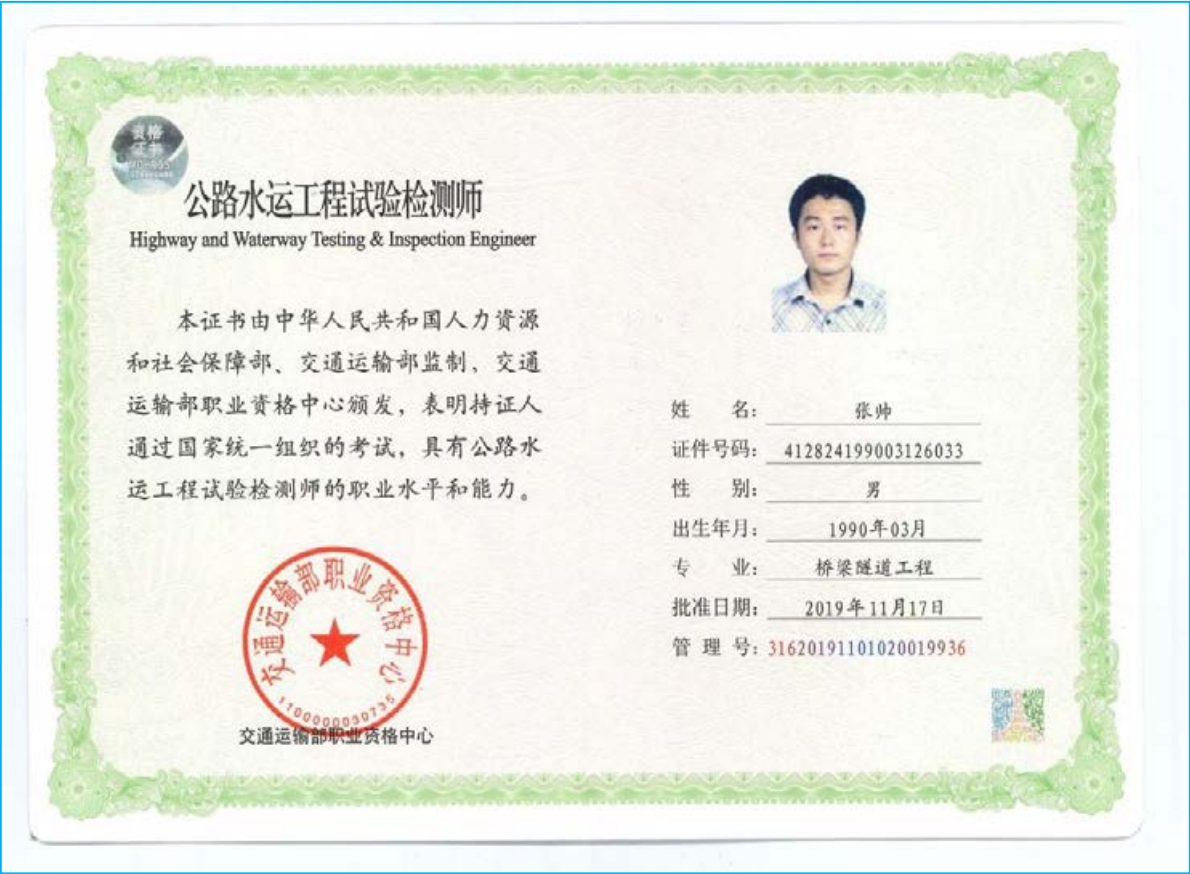 资格
证书
公路水运工程试验检测师
Highway and Waterway Testing & Inspection Engineer
本证书由中华人民共和国人力资源
和社会保障部、交通运输部监制，交通
运输部职业资格中心颁发，表明持证人
通过国家统一组织的考试，具有公路水
运工程试验检测师的职业水平和能力。
交通运输部职业资格中心
1100000030735
交通运输部职业资格中心
姓 名：张帅
证件号码：412824199003126033
性 别：男
出生年月：1990年03月
专 业：桥梁隧道工程
批准日期：2019年11月17日
管 理 号：31620191101020019936